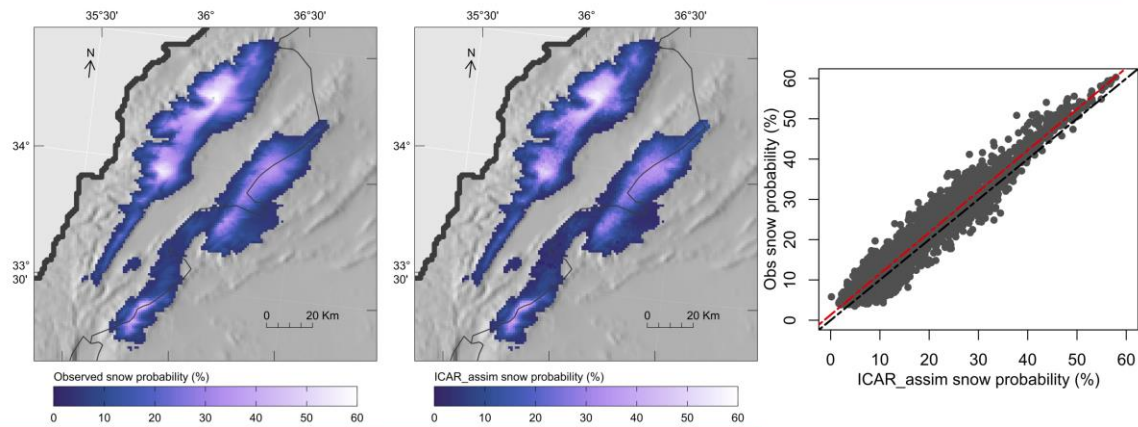 35°30'
36°
36°30'
N
34°
33°
30'
0 20 Km
Observed snow probability (%)
0 10 20 30 40 50 60
35°30'
36°
36°30'
N
34°
33°
30'
0 20 Km
ICAR_assim snow probability (%)
0 10 20 30 40 50 60
Obs snow probability (%)
60
50
40
30
20
10
0
0 10 20 30 40 50 60
ICAR_assim snow probability (%)